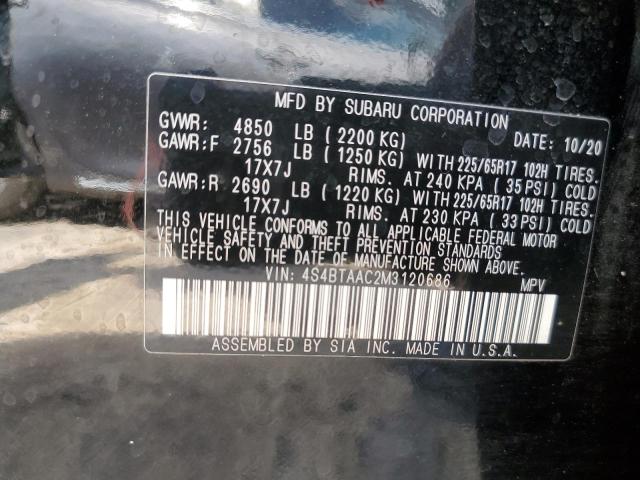 MFD BY SUBARU CORPORATION
GVWR: 4850 LB (2200 KG) DATE: 10/20
GAWR:F 2756 LB (1250 KG) WITH 225/65R17 102H TIRES.
17X7J RIMS. AT 240 KPA (35 PSI) COLD
GAWR:R 2690 LB (1220 KG) WITH 225/65R17 102H TIRES.
17X7J RIMS. AT 230 KPA (33 PSI) COLD
THIS VEHICLE CONFORMS TO ALL APPLICABLE FEDERAL MOTOR
VEHICLE SAFETY AND THEFT PREVENTION STANDARDS
IN EFFECT ON THE DATE OF MANUFACTURE SHOWN ABOVE.
VIN: 4S4BTAAC2M3120686 MPV
ASSEMBLED BY SIA INC. MADE IN U.S.A.